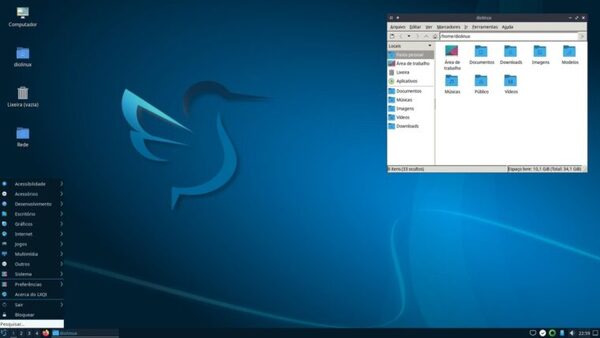 Computador
diolinux
Lixeira (vazia)
Rede
Acessibilidade
Acessórios
Desenvolvimento
Escritório
Gráficos
Internet
Jogos
Multimídia
Outros
Sistema
Preferências
Acerca do LXQt
Sair
Bloquear
Pesquisar...
1 2 3 4
diolinux
22:59
diolinux
Arquivo Editar Ver Marcadores Ir Ferramentas Ajuda
/home/diolinux
Locais
Pasta pessoal
Área de trabalho
Lixeira
Aplicativos
Documentos
Músicas
Imagens
Vídeos
Downloads
Área de trabalho
Documentos
Downloads
Imagens
Modelos
Músicas
Público
Vídeos
8 itens (33 ocultos)
Espaço livre: 10,1 GiB (Total: 34,1 GiB)